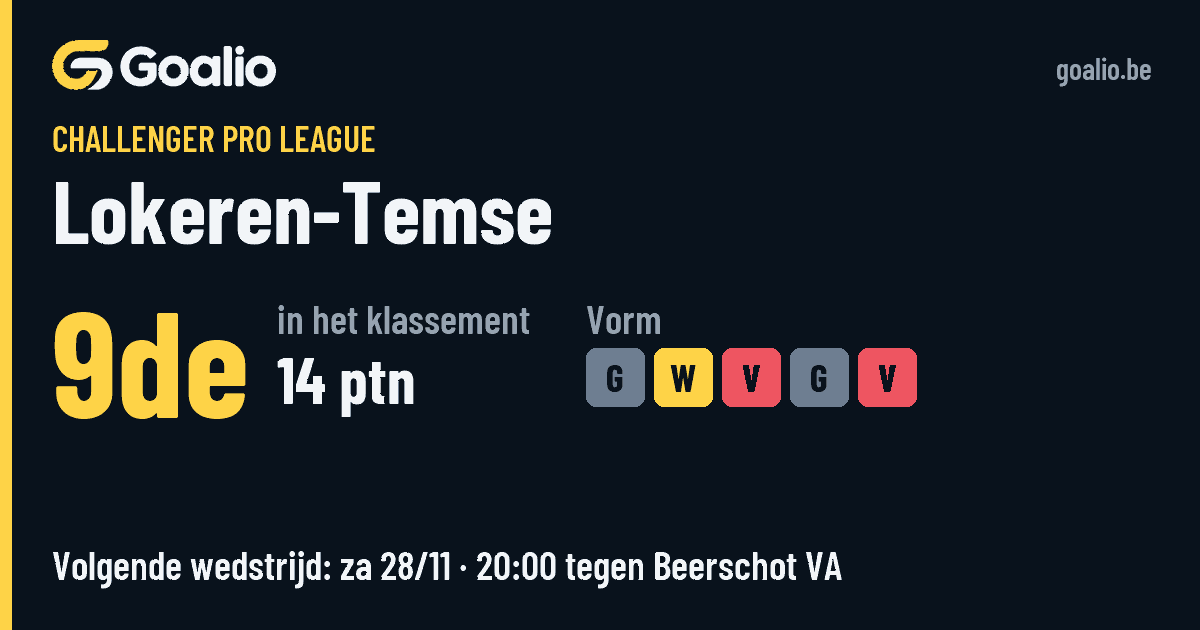 Goalio
goalio.be
CHALLENGER PRO LEAGUE
Lokeren-Temse
9de
in het klassement
14 ptn
Vorm
G W V G V
Volgende wedstrijd: za 28/11 · 20:00 tegen Beerschot VA